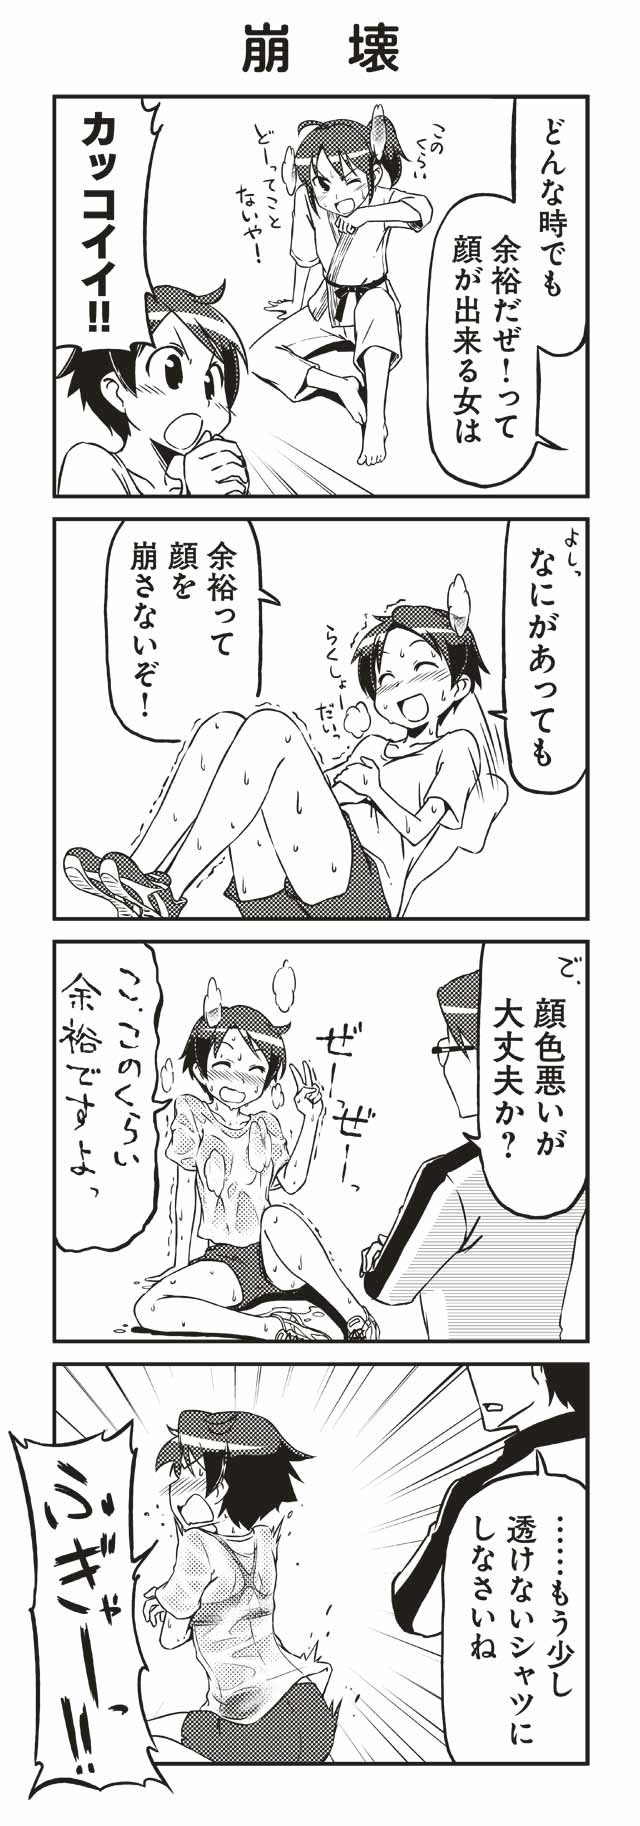 崩壊
どんな時でも
余裕だぜ！って
顔が出来る女は
このくらい
どーってこと
ないや！
カッコイイ!!
よしっ
なにがあっても
らくしょー
だいっ
余裕って
顔を
崩さないぞ！
で、
顔色悪いが
大丈夫か？
ぜーっ
ぜーっ
こ、このくらい
余裕ですよっ
……もう少し
透けないシャツに
しなさいね
ふぎゃーっ!!